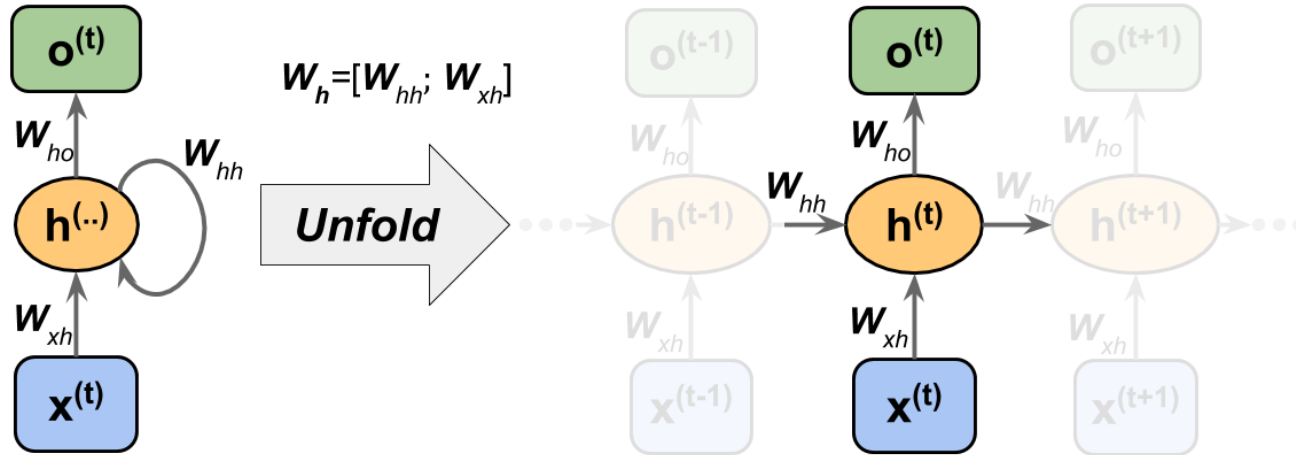 o(t)
W_ho
W_hh
h(..)
W_xh
x(t)
W_h=[W_hh; W_xh]
Unfold
o(t-1) o(t) o(t+1)
W_ho W_ho W_ho
W_hh W_hh
h(t-1) h(t) h(t+1)
W_xh W_xh W_xh
x(t-1) x(t) x(t+1)